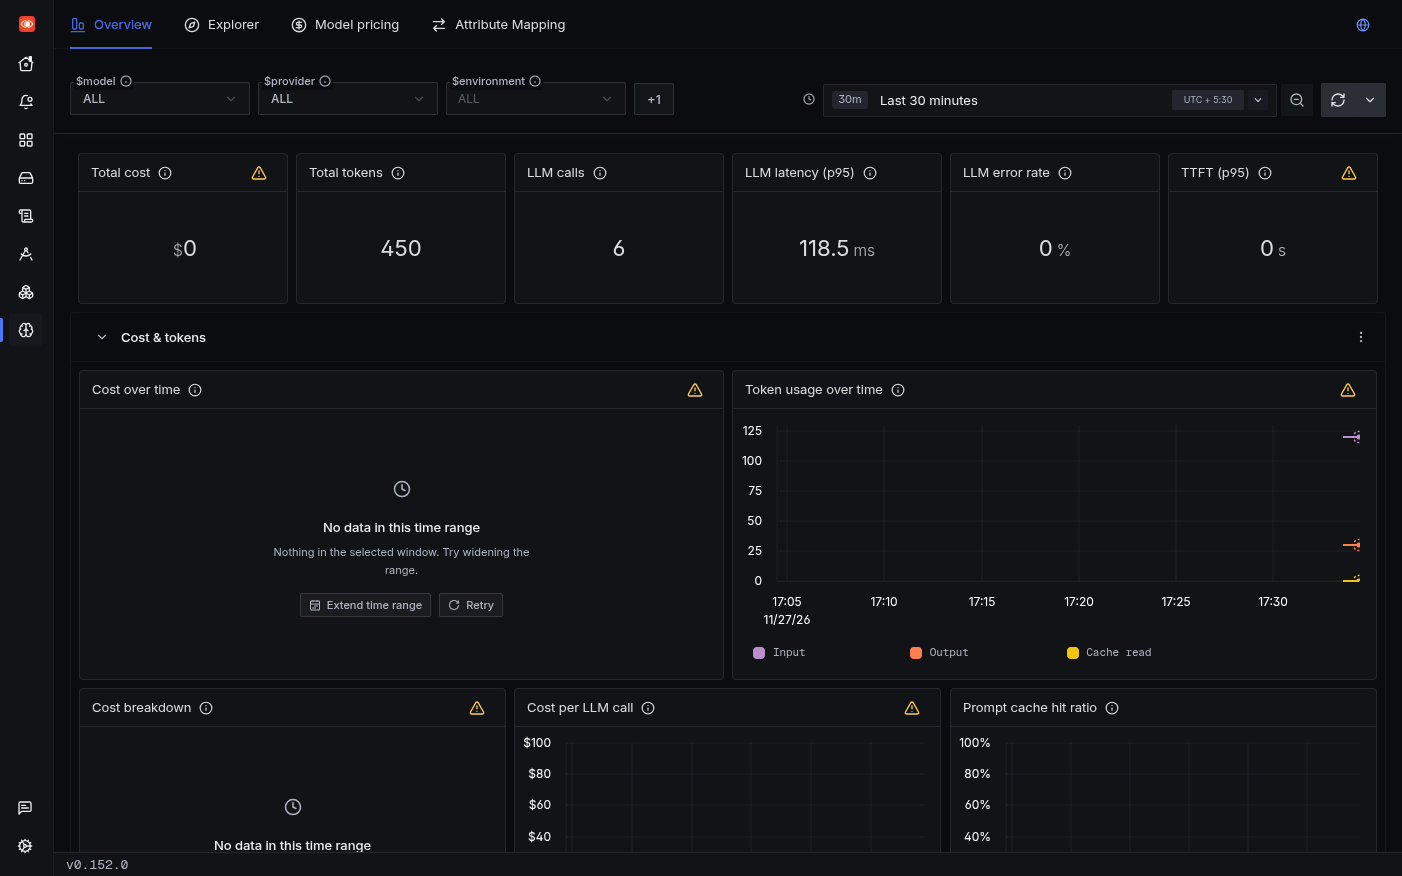 Overview
Explorer
Model pricing
Attribute Mapping
$model
ALL
$provider
ALL
$environment
ALL
+1
30m
Last 30 minutes
UTC + 5:30
Total cost
$0
Total tokens
450
LLM calls
6
LLM latency (p95)
118.5 ms
LLM error rate
0 %
TTFT (p95)
0 s
Cost & tokens
Cost over time
No data in this time range
Nothing in the selected window. Try widening the
range.
Extend time range
Retry
Token usage over time
125
100
75
50
25
0
17:05
17:10
17:15
17:20
17:25
17:30
11/27/26
Input
Output
Cache read
Cost breakdown
No data in this time range
Cost per LLM call
$100
$80
$60
$40
Prompt cache hit ratio
100%
80%
60%
40%
v0.152.0